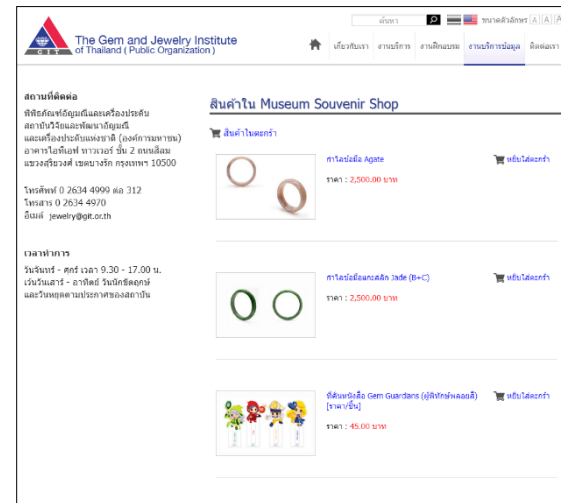 ค้นหา
ขนาดตัวอักษร A A A
The Gem and Jewelry Institute
of Thailand ( Public Organization )
GIT
เกี่ยวกับเรา งานบริการ งานฝึกอบรม งานบริการข้อมูล ติดต่อเรา
สถานที่ติดต่อ
พิพิธภัณฑ์อัญมณีและเครื่องประดับ
สถาบันวิจัยและพัฒนาอัญมณี
และเครื่องประดับแห่งชาติ (องค์การมหาชน)
อาคารไอทีเอฟ ทาวเวอร์ ชั้น 2 ถนนสีลม
แขวงสุริยวงศ์ เขตบางรัก กรุงเทพฯ 10500
โทรศัพท์ 0 2634 4999 ต่อ 312
โทรสาร 0 2634 4970
อีเมล์ jewelry@git.or.th
เวลาทำการ
วันจันทร์ - ศุกร์ เวลา 9.30 - 17.00 น.
เว้นวันเสาร์ - อาทิตย์ วันนักขัตฤกษ์
และวันหยุดตามประกาศของสถาบัน
สินค้าใน Museum Souvenir Shop
สินค้าในตะกร้า
กำไลข้อมือ Agate
หยิบใส่ตะกร้า
ราคา : 2,500.00 บาท
กำไลข้อมือแกะสลัก Jade (B+C)
หยิบใส่ตะกร้า
ราคา : 2,500.00 บาท
ที่คั่นหนังสือ Gem Guardians (ผู้พิทักษ์พลอยสี)
[ราคา/ชิ้น]
หยิบใส่ตะกร้า
ราคา : 45.00 บาท